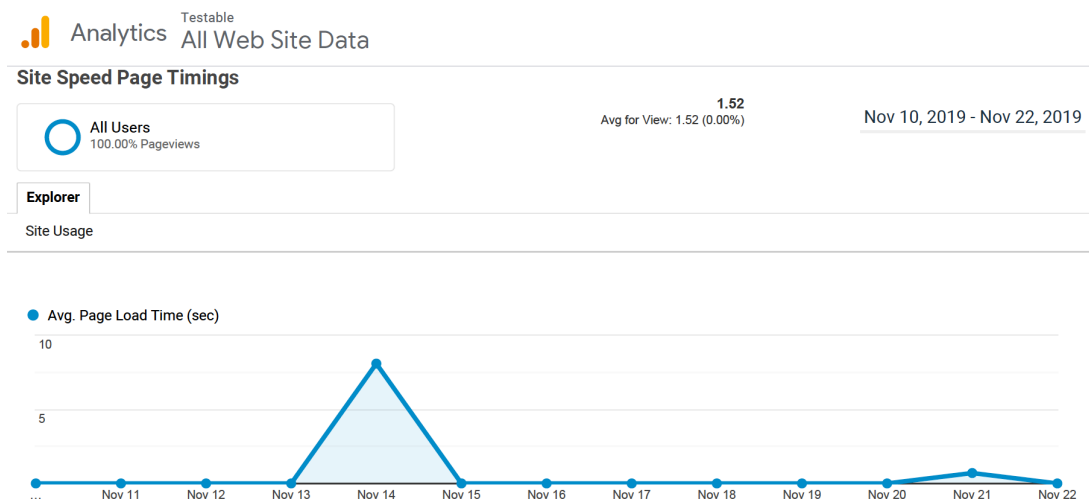 Analytics
Testable
All Web Site Data
Site Speed Page Timings
All Users
100.00% Pageviews
1.52
Avg for View: 1.52 (0.00%)
Nov 10, 2019 - Nov 22, 2019
Explorer
Site Usage
Avg. Page Load Time (sec)
10
5
... Nov 11 Nov 12 Nov 13 Nov 14 Nov 15 Nov 16 Nov 17 Nov 18 Nov 19 Nov 20 Nov 21 Nov 22